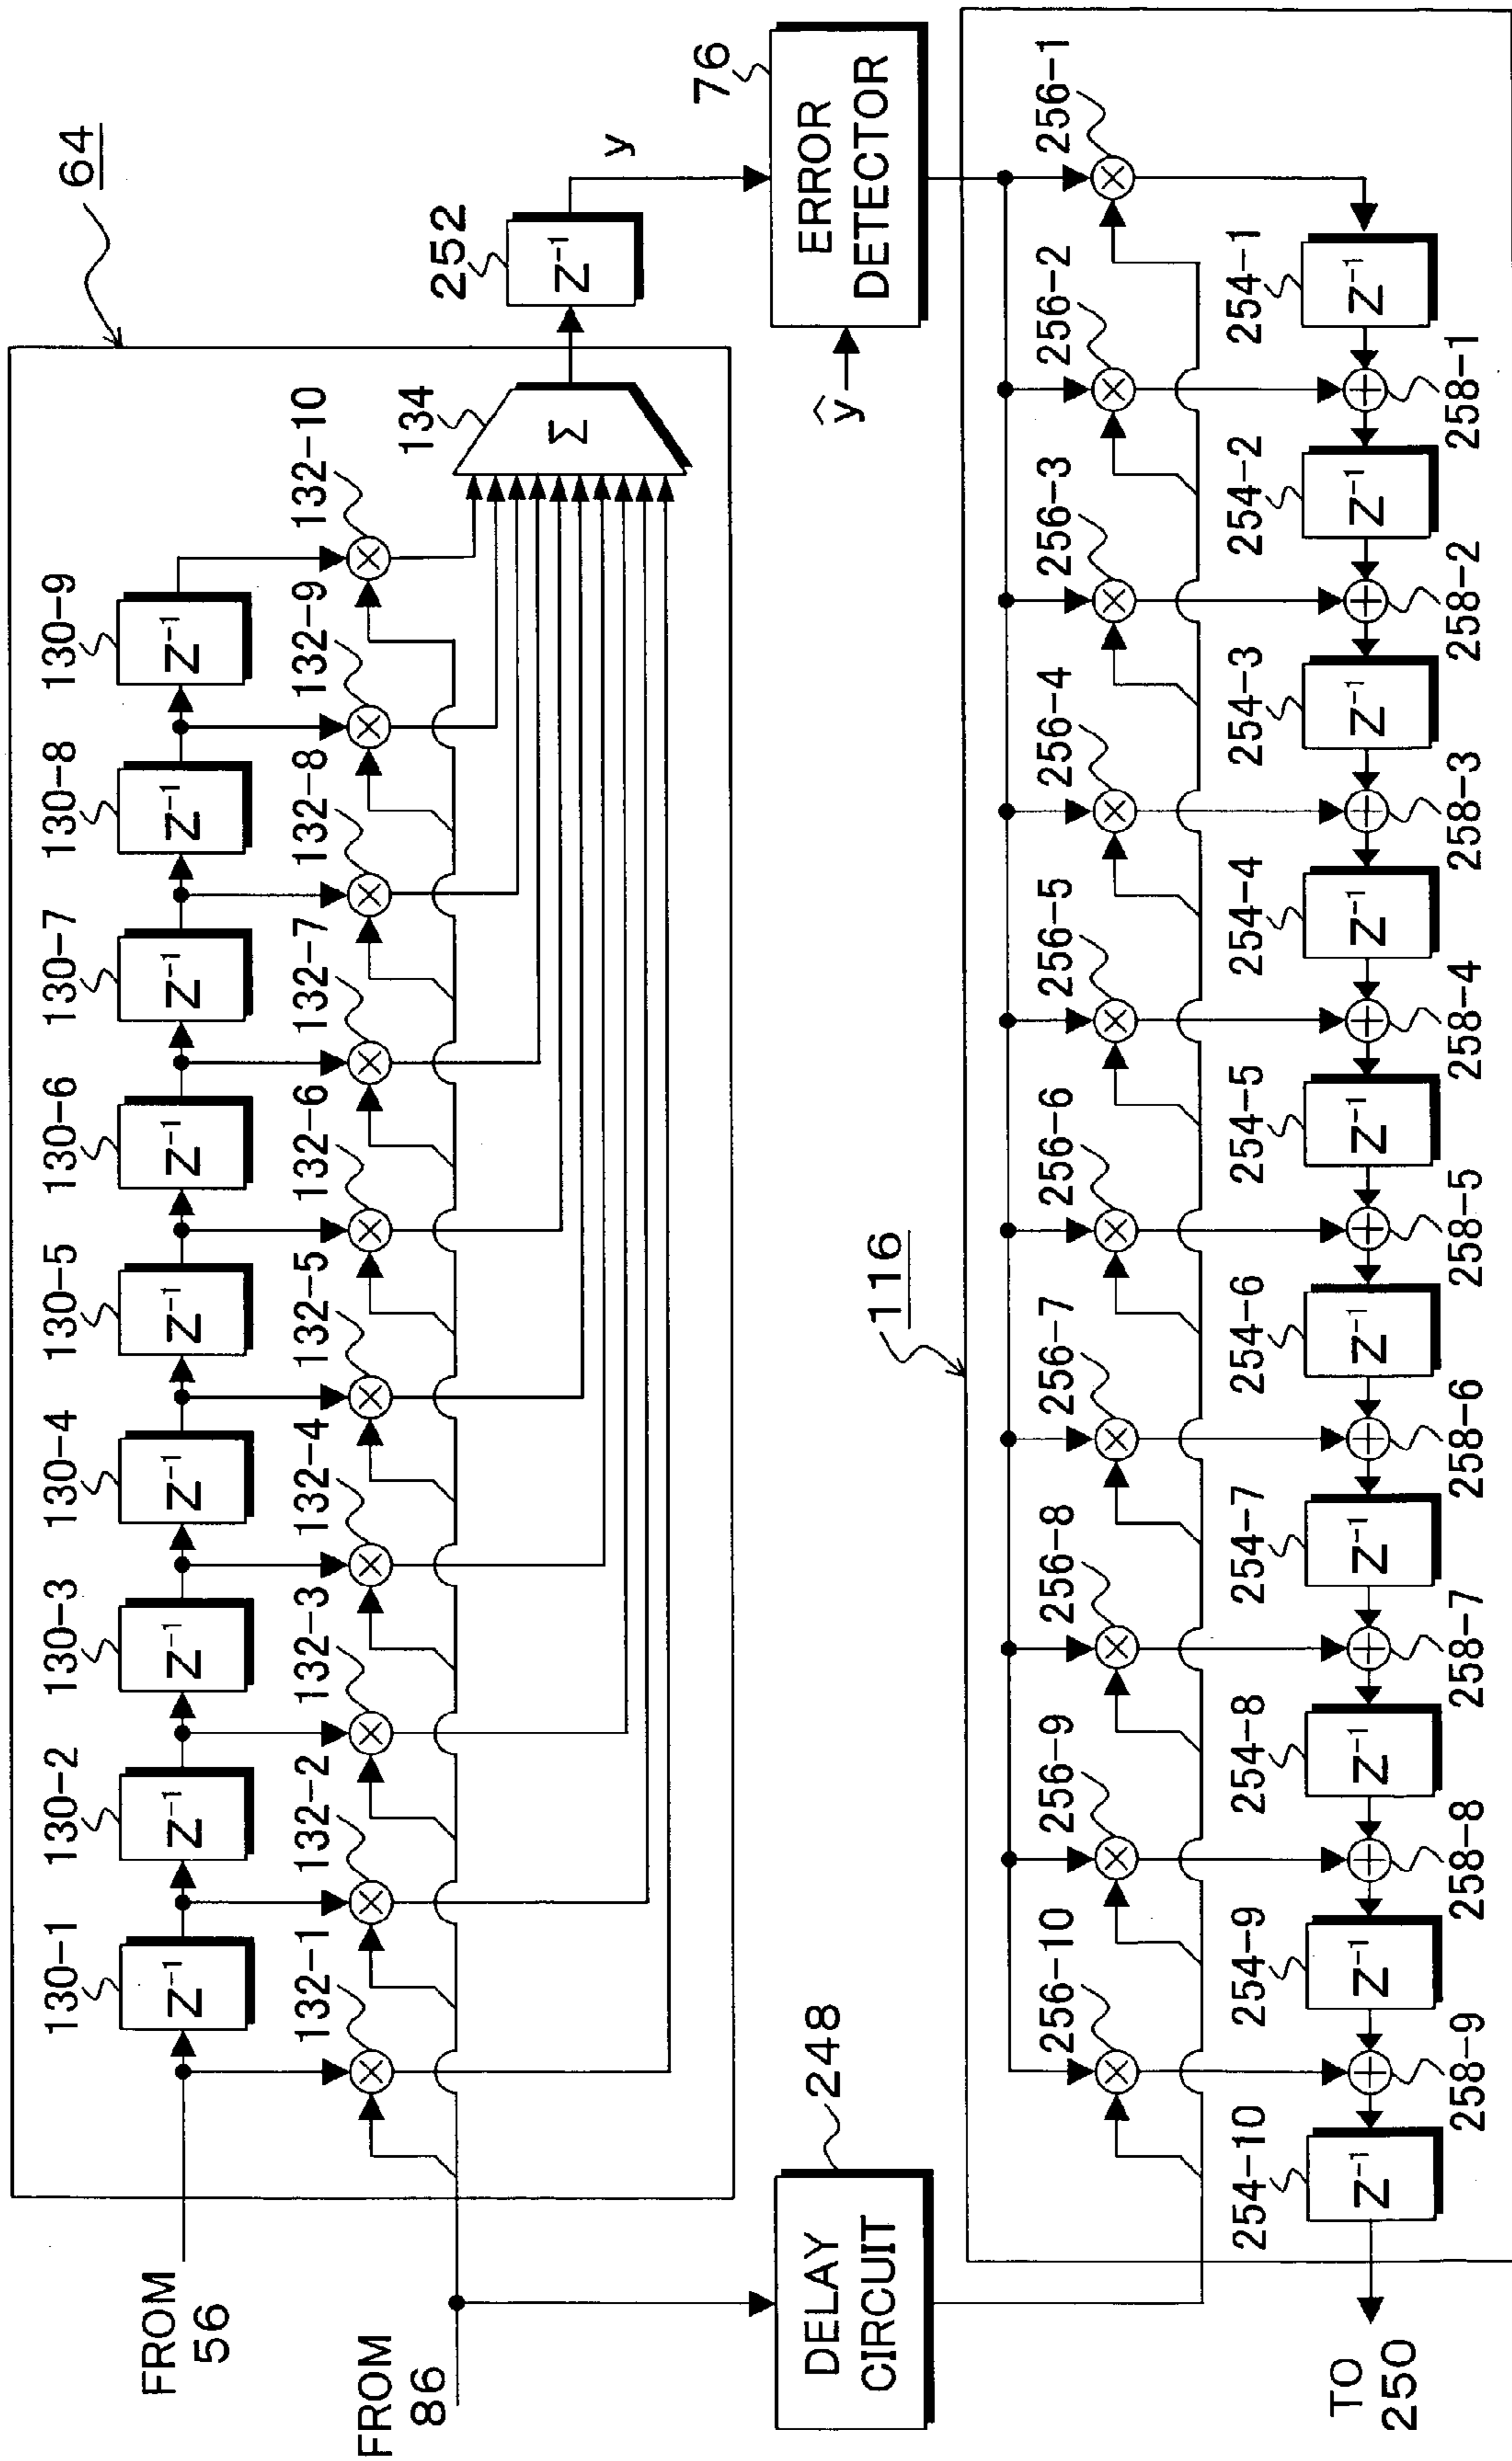 64
130-1
130-2
130-3
130-4
130-5
130-6
130-7
130-8
130-9
Z⁻¹
Z⁻¹
Z⁻¹
Z⁻¹
Z⁻¹
Z⁻¹
Z⁻¹
Z⁻¹
Z⁻¹
FROM
56
132-1
132-2
132-3
132-4
132-5
132-6
132-7
132-8
132-9
132-10
134
Σ
252
Z⁻¹
y
FROM
86
248
DELAY
CIRCUIT
76
ERROR
DETECTOR
ŷ
116
256-10
256-9
256-8
256-7
256-6
256-5
256-4
256-3
256-2
256-1
254-10
254-9
254-8
254-7
254-6
254-5
254-4
254-3
254-2
254-1
Z⁻¹
Z⁻¹
Z⁻¹
Z⁻¹
Z⁻¹
Z⁻¹
Z⁻¹
Z⁻¹
Z⁻¹
Z⁻¹
TO
250
258-9
258-8
258-7
258-6
258-5
258-4
258-3
258-2
258-1